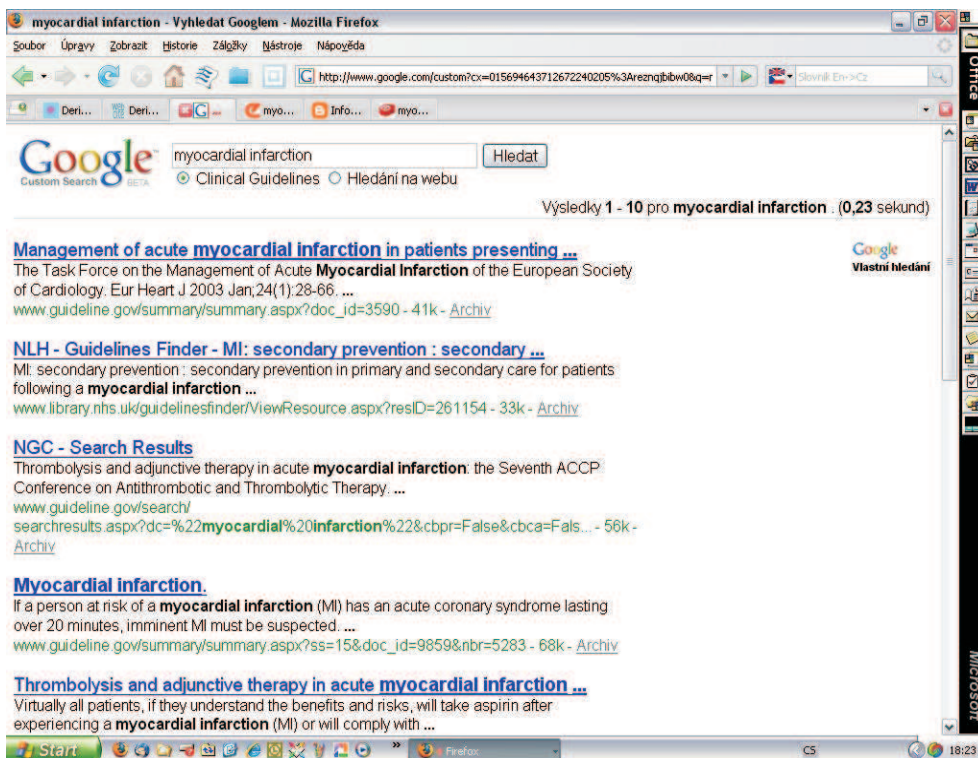 myocardial infarction - Vyhledat Googlem - Mozilla Firefox
Soubor Úpravy Zobrazit Historie Záložky Nástroje Nápověda
http://www.google.com/custom?cx=015694643712672240205%3Areznqjbibw0&q=r
Slovník En->Cz
Deri... Deri... G ... myo... Info... myo...
Office
Google™
Custom Search BETA
myocardial infarction
Hledat
Clinical Guidelines Hledání na webu
Výsledky 1 - 10 pro myocardial infarction . (0,23 sekund)
Management of acute myocardial infarction in patients presenting ...
The Task Force on the Management of Acute Myocardial Infarction of the European Society
of Cardiology. Eur Heart J 2003 Jan;24(1):28-66. ...
www.guideline.gov/summary/summary.aspx?doc_id=3590 - 41k - Archiv
Google
Vlastní hledání
NLH - Guidelines Finder - MI: secondary prevention : secondary ...
MI: secondary prevention : secondary prevention in primary and secondary care for patients
following a myocardial infarction ...
www.library.nhs.uk/guidelinesfinder/ViewResource.aspx?resID=261154 - 33k - Archiv
NGC - Search Results
Thrombolysis and adjunctive therapy in acute myocardial infarction: the Seventh ACCP
Conference on Antithrombotic and Thrombolytic Therapy. ...
www.guideline.gov/search/
searchresults.aspx?dc=%22myocardial%20infarction%22&cbpr=False&cbca=Fals... - 56k -
Archiv
Myocardial infarction.
If a person at risk of a myocardial infarction (MI) has an acute coronary syndrome lasting
over 20 minutes, imminent MI must be suspected. ...
www.guideline.gov/summary/summary.aspx?ss=15&doc_id=9859&nbr=5283 - 68k - Archiv
Thrombolysis and adjunctive therapy in acute myocardial infarction ...
Virtually all patients, if they understand the benefits and risks, will take aspirin after
experiencing a myocardial infarction (MI) or will comply with ...
Microsoft
Start » Firefox CS 18:23